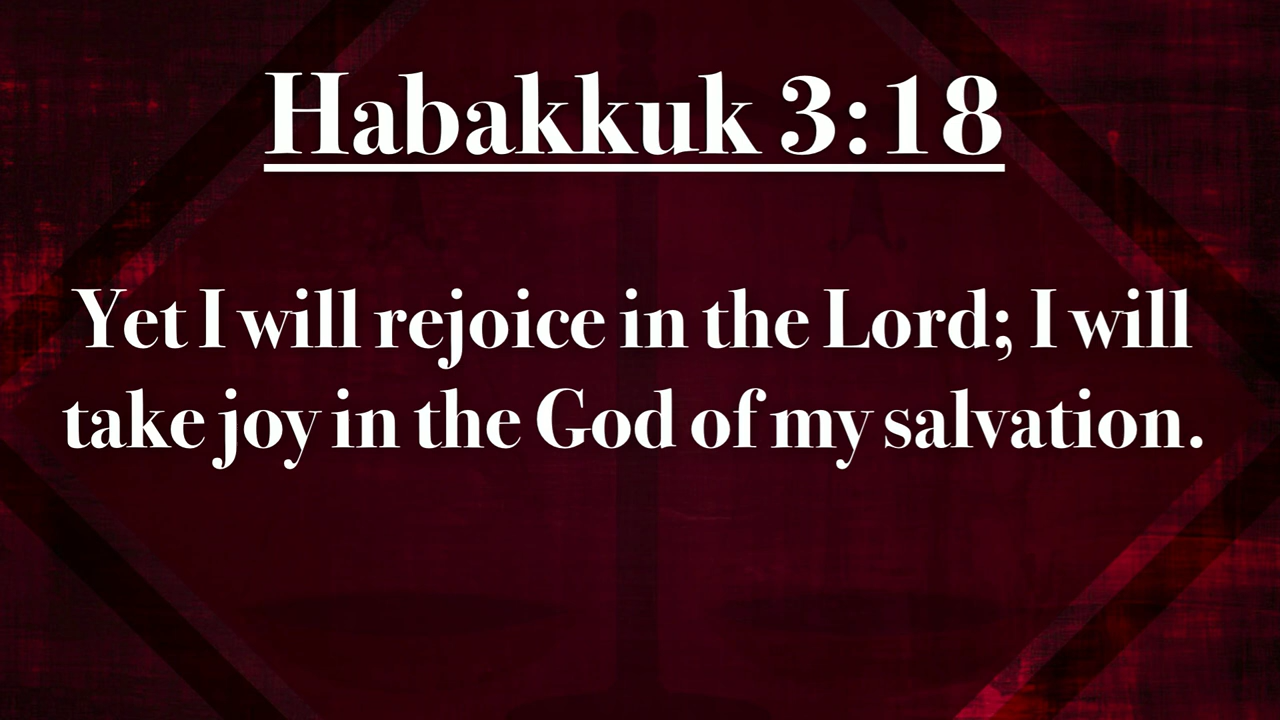 Habakkuk 3:18
Yet I will rejoice in the Lord; I will
take joy in the God of my salvation.